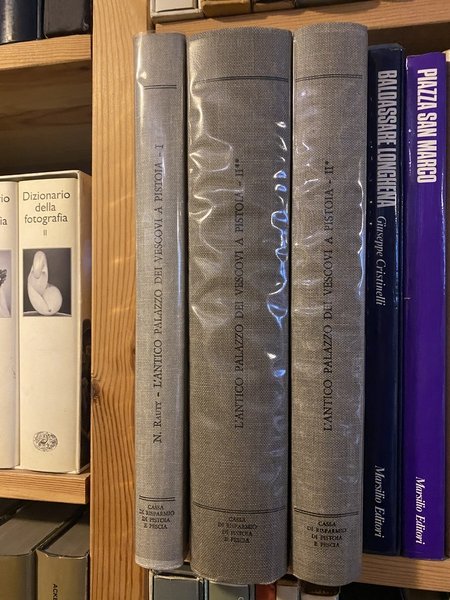 Dizionario
della
fotografia
II
N. RAUTY - L'ANTICO PALAZZO DEI VESCOVI A PISTOIA - I
CASSA
DI RISPARMIO
DI PISTOIA
E PESCIA
L'ANTICO PALAZZO DEI VESCOVI A PISTOIA - II**
CASSA
DI RISPARMIO
DI PISTOIA
E PESCIA
L'ANTICO PALAZZO DEI VESCOVI A PISTOIA - II*
CASSA
DI RISPARMIO
DI PISTOIA
E PESCIA
BALDASSARE LONGHENA
Giuseppe Cristinelli
Marsilio Editori
PIAZZA SAN MARCO
Marsilio Editori